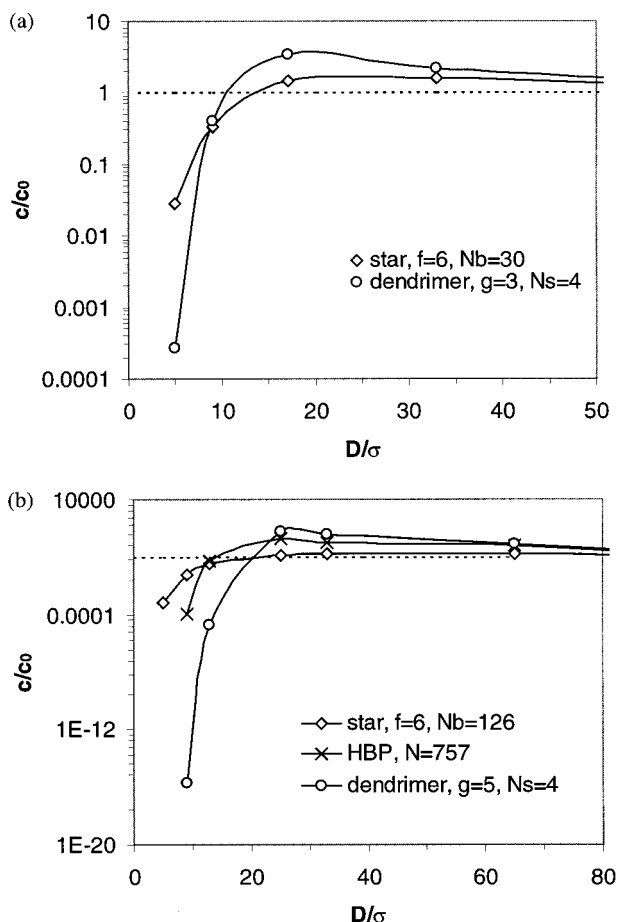 (a)
10
1
0.1
0.01
0.001
0.0001
c/c₀
star, f=6, Nb=30
dendrimer, g=3, Ns=4
0 10 20 30 40 50
D/σ
(b)
10000
0.0001
1E-12
1E-20
c/c₀
star, f=6, Nb=126
HBP, N=757
dendrimer, g=5, Ns=4
0 20 40 60 80
D/σ